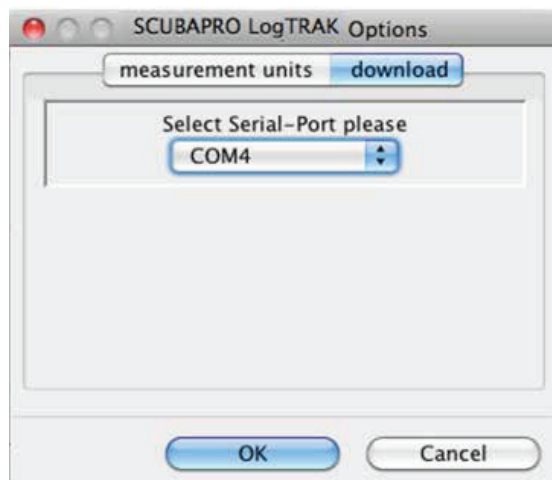 SCUBAPRO LogTRAK Options
measurement units download
Select Serial-Port please
COM4
OK Cancel